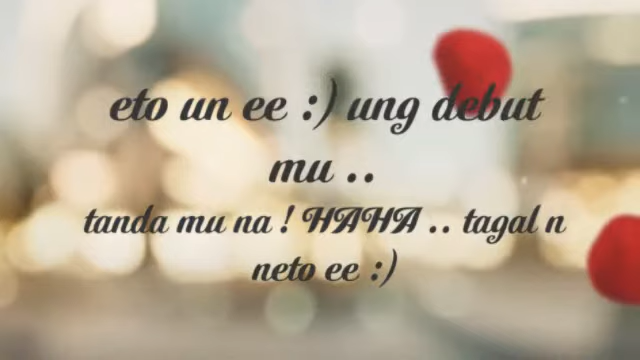 eto un ee :) ung debut
mu ..
tanda mu na ! HAHA .. tagal n
neto ee :)